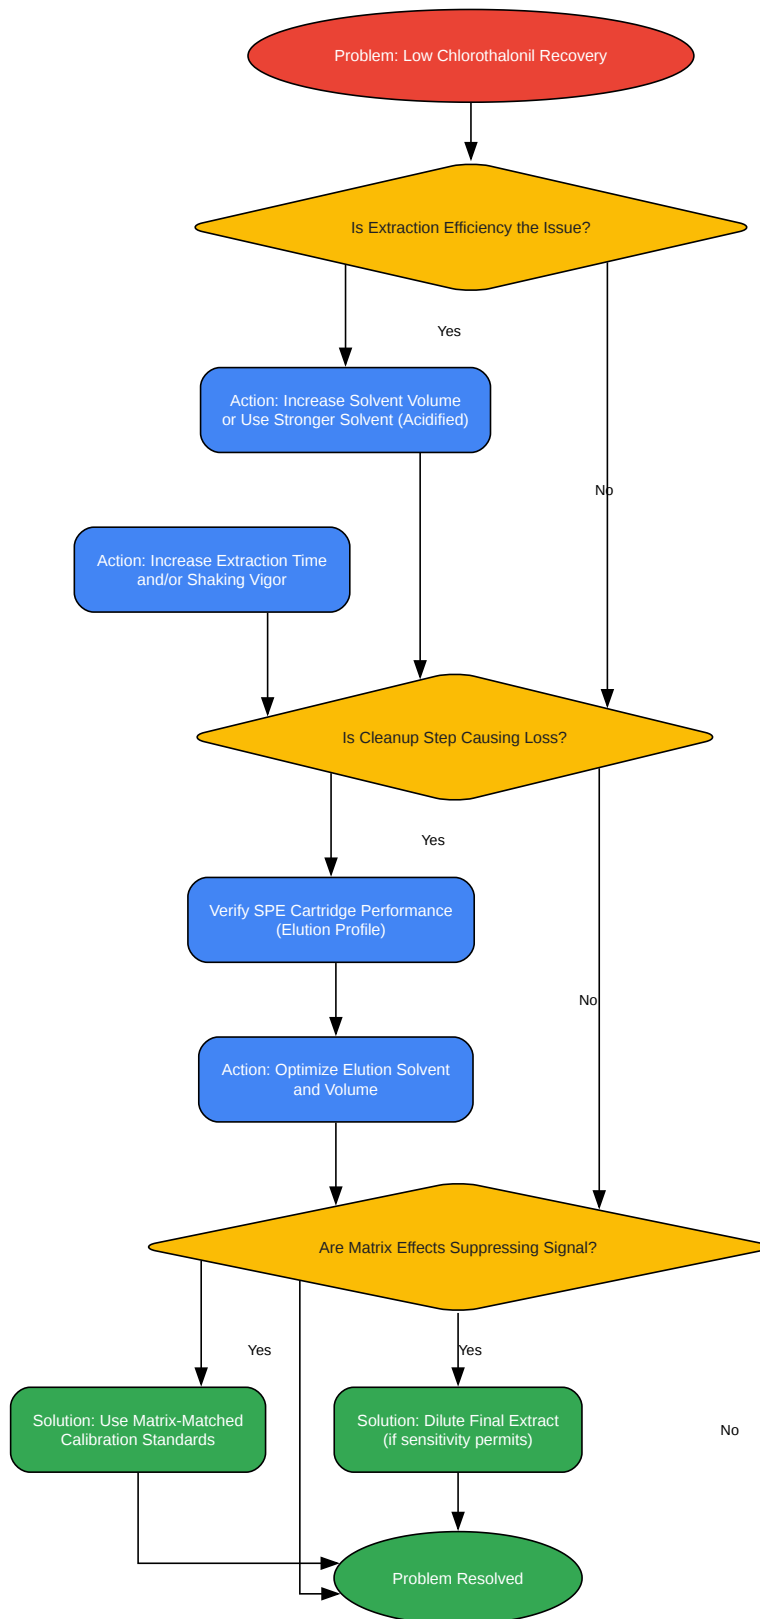 Problem: Low Chlorothalonil Recovery
Is Extraction Efficiency the Issue?
Yes
Action: Increase Solvent Volume
or Use Stronger Solvent (Acidified)
No
Action: Increase Extraction Time
and/or Shaking Vigor
Is Cleanup Step Causing Loss?
Yes
Verify SPE Cartridge Performance
(Elution Profile)
No
Action: Optimize Elution Solvent
and Volume
Are Matrix Effects Suppressing Signal?
Yes
Yes
Solution: Use Matrix-Matched
Calibration Standards
Solution: Dilute Final Extract
(if sensitivity permits)
No
Problem Resolved